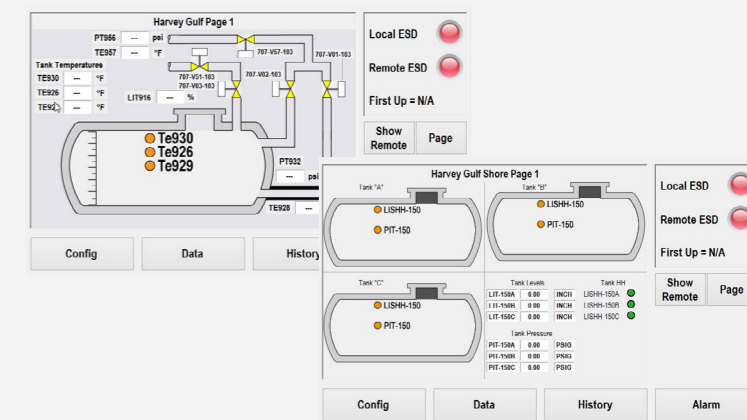 Harvey Gulf Page 1
PT956 --- psi
TE957 --- °F
707-V57-103
707-V01-103
Tank Temperatures
TE930 --- °F
TE926 --- °F
--- °F
707-V51-103
707-V03-103
707-V02-103
LIT916 --- %
Te930
Te926
Te929
PT932
--- psi
TE928 ---
Local ESD
Remote ESD
First Up = N/A
Show Remote
Page
Config
Data
History
Harvey Gulf Shore Page 1
Tank "A"
LISHH-150
PIT-150
Tank "B"
LISHH-150
PIT-150
Tank "C"
LISHH-150
PIT-150
Tank Levels
Tank HH
LIT-150A 0.00 INCH LISHH-150A
LIT-150B 0.00 INCH LISHH-150B
LIT-150C 0.00 INCH LISHH-150C
Tank Pressure
PIT-150A 0.00 PSIG
PIT-150B 0.00 PSIG
PIT-150C 0.00 PSIG
Local ESD
Remote ESD
First Up = N/A
Show Remote
Page
Config
Data
History
Alarm